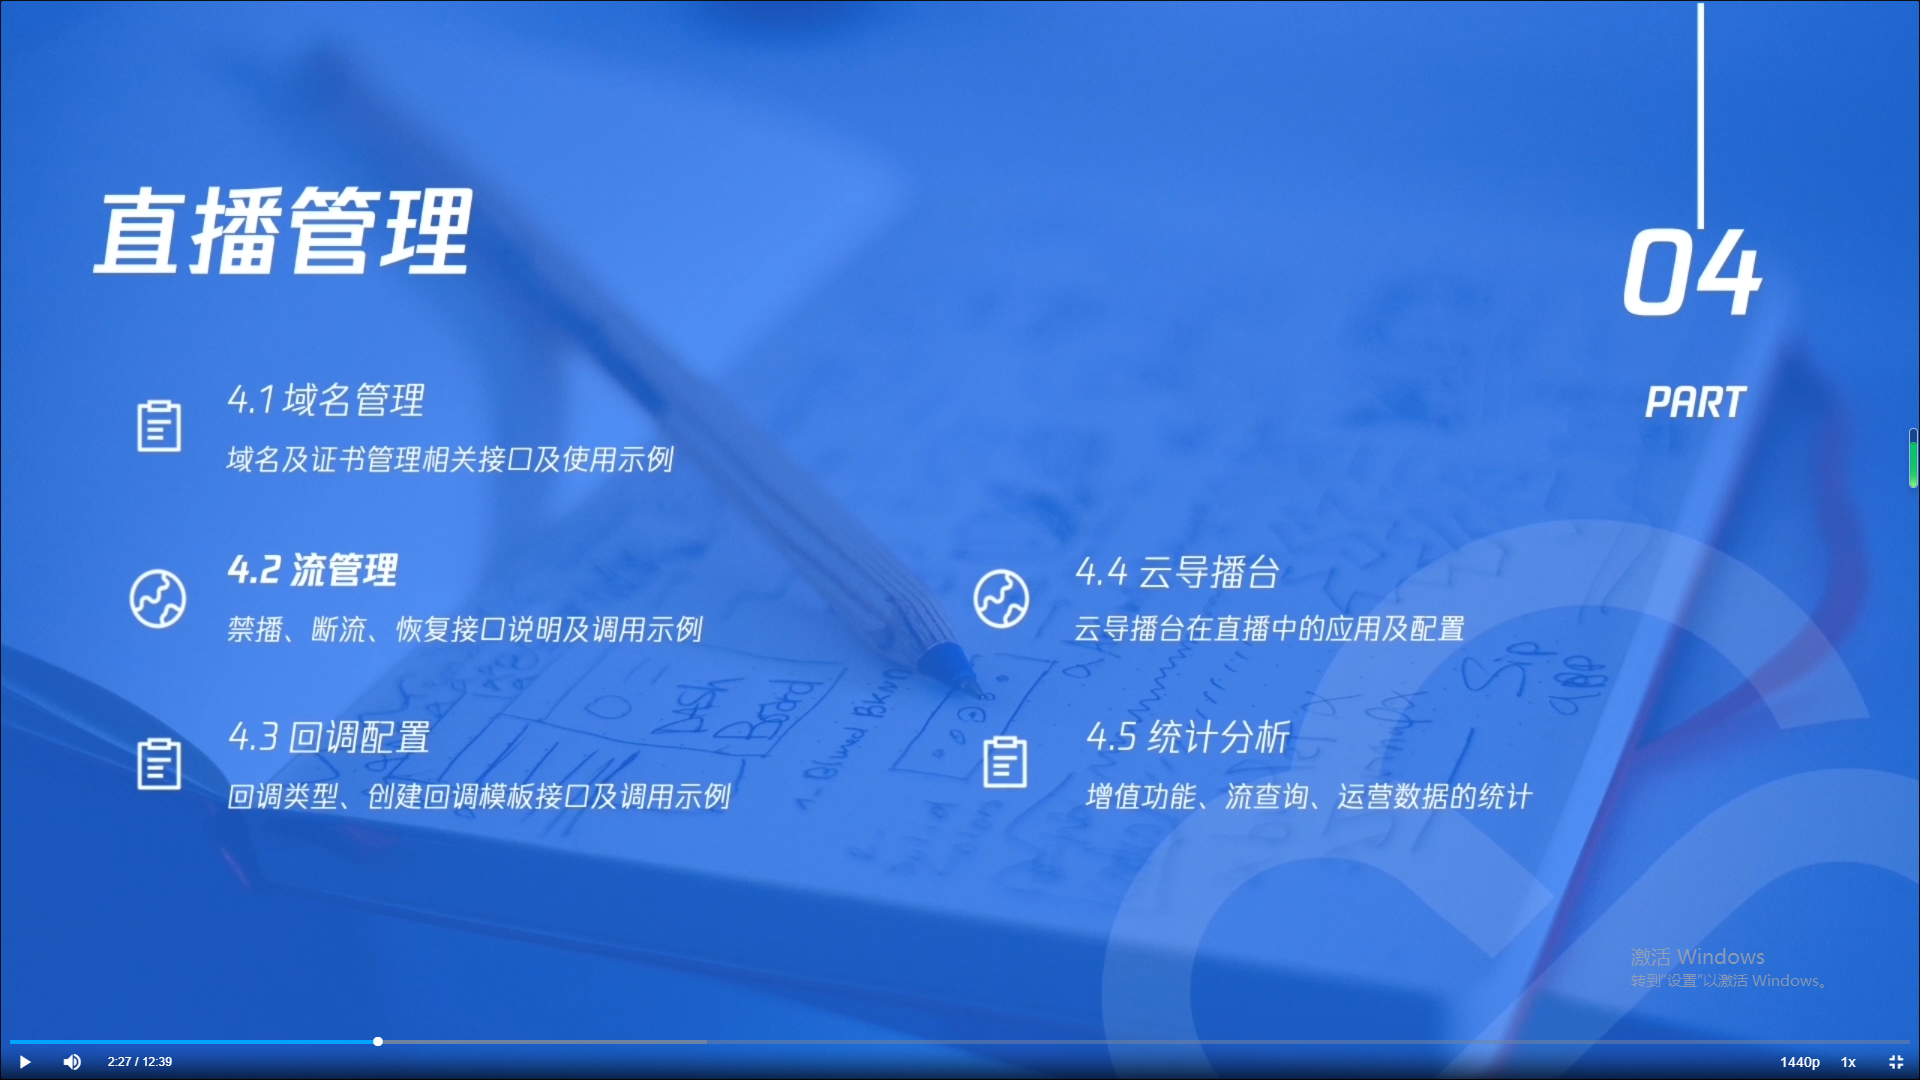 直播管理
04
PART
4.1 域名管理
域名及证书管理相关接口及使用示例
4.2 流管理
禁播、断流、恢复接口说明及调用示例
4.3 回调配置
回调类型、创建回调模板接口及调用示例
4.4 云导播台
云导播台在直播中的应用及配置
4.5 统计分析
增值功能、流查询、运营数据的统计
Mesh
Board
Sip
app
激活 Windows
转到"设置"以激活 Windows。
2:27 / 12:39
1440p
1x